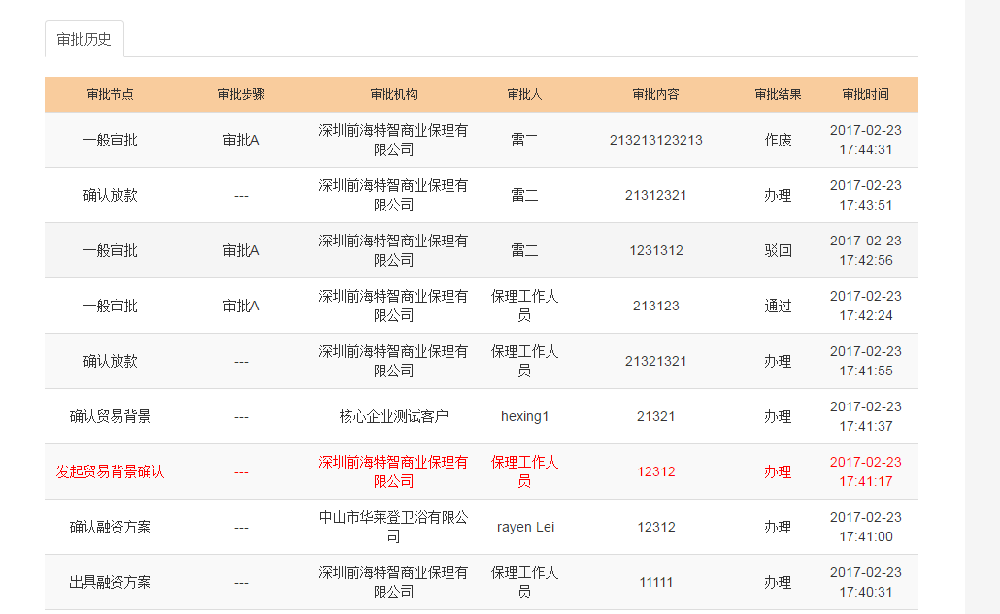 审批历史
审批节点 审批步骤 审批机构 审批人 审批内容 审批结果 审批时间
一般审批 审批A 深圳前海特智商业保理有限公司 雷二 213213123213 作废 2017-02-23 17:44:31
确认放款 --- 深圳前海特智商业保理有限公司 雷二 21312321 办理 2017-02-23 17:43:51
一般审批 审批A 深圳前海特智商业保理有限公司 雷二 1231312 驳回 2017-02-23 17:42:56
一般审批 审批A 深圳前海特智商业保理有限公司 保理工作人员 213123 通过 2017-02-23 17:42:24
确认放款 --- 深圳前海特智商业保理有限公司 保理工作人员 21321321 办理 2017-02-23 17:41:55
确认贸易背景 --- 核心企业测试客户 hexing1 21321 办理 2017-02-23 17:41:37
发起贸易背景确认 --- 深圳前海特智商业保理有限公司 保理工作人员 12312 办理 2017-02-23 17:41:17
确认融资方案 --- 中山市华莱登卫浴有限公司 rayen Lei 12312 办理 2017-02-23 17:41:00
出具融资方案 --- 深圳前海特智商业保理有限公司 保理工作人员 11111 办理 2017-02-23 17:40:31